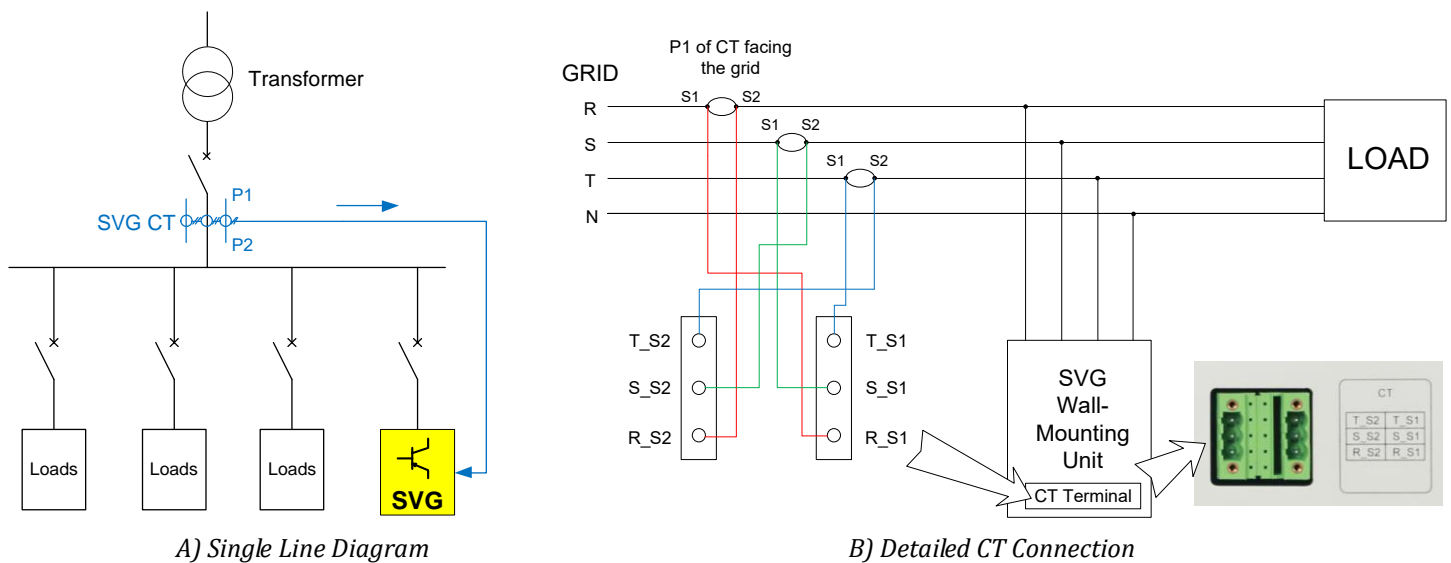 Transformer
P1
SVG CT
P2
Loads
Loads
Loads
SVG
A) Single Line Diagram
P1 of CT facing
the grid
GRID
R
S1
S2
S
S1
S2
T
S1
S2
N
LOAD
T_S2
S_S2
R_S2
T_S1
S_S1
R_S1
SVG
Wall-
Mounting
Unit
CT Terminal
CT
T_S2 T_S1
S_S2 S_S1
R_S2 R_S1
B) Detailed CT Connection